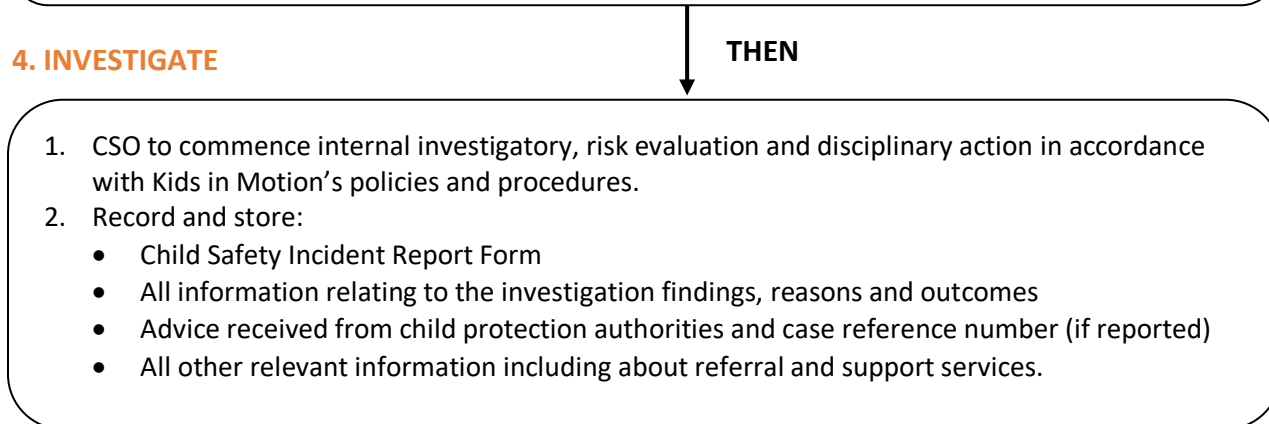 4. INVESTIGATE
THEN
1. CSO to commence internal investigatory, risk evaluation and disciplinary action in accordance
with Kids in Motion’s policies and procedures.
2. Record and store:
• Child Safety Incident Report Form
• All information relating to the investigation findings, reasons and outcomes
• Advice received from child protection authorities and case reference number (if reported)
• All other relevant information including about referral and support services.